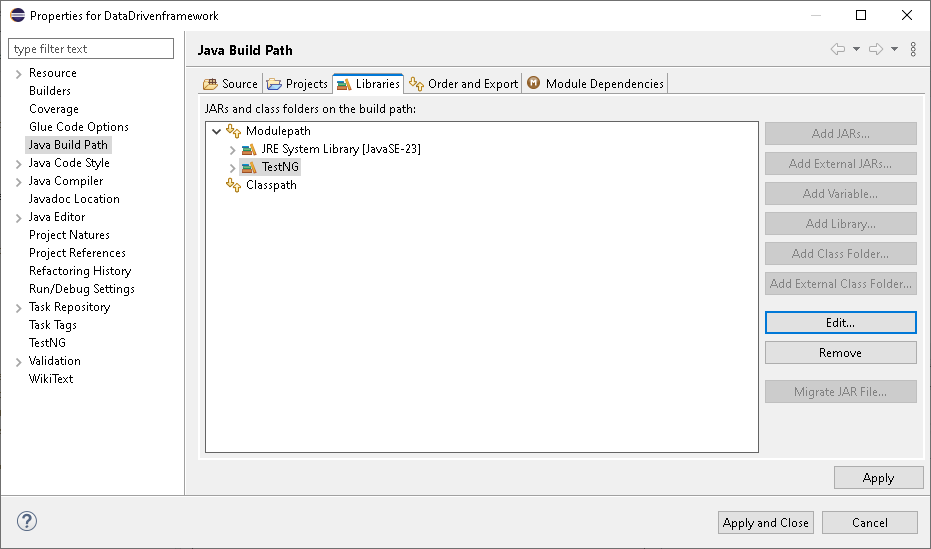 Properties for DataDrivenframework
type filter text
Resource
Builders
Coverage
Glue Code Options
Java Build Path
Java Code Style
Java Compiler
Javadoc Location
Java Editor
Project Natures
Project References
Refactoring History
Run/Debug Settings
Task Repository
Task Tags
TestNG
Validation
WikiText
Java Build Path
Source Projects Libraries Order and Export Module Dependencies
JARs and class folders on the build path:
Modulepath
JRE System Library [JavaSE-23]
TestNG
Classpath
Add JARs...
Add External JARs...
Add Variable...
Add Library...
Add Class Folder...
Add External Class Folder...
Edit...
Remove
Migrate JAR File...
Apply
Apply and Close Cancel